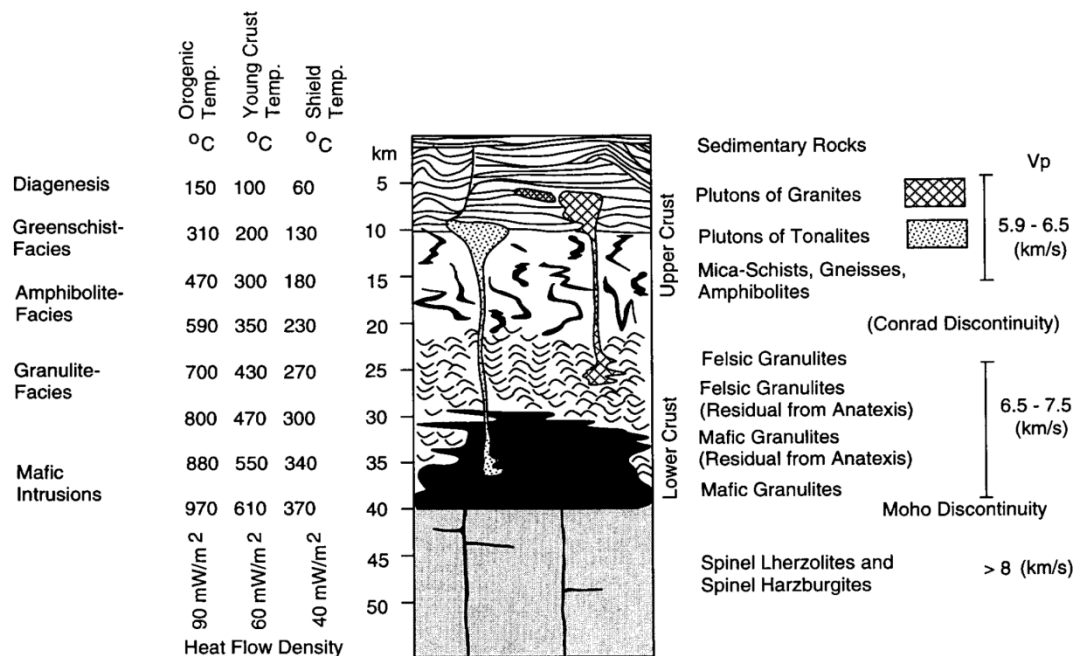 Orogenic
Temp.
Young Crust
Temp.
Shield
Temp.
°C °C °C
km
Sedimentary Rocks
Vp
Diagenesis 150 100 60
5
Plutons of Granites
Greenschist-
Facies
310 200 130
10
Plutons of Tonalites
5.9 - 6.5
(km/s)
Upper Crust
Amphibolite-
Facies
470 300 180
15
Mica-Schists, Gneisses,
Amphibolites
590 350 230
20
(Conrad Discontinuity)
Granulite-
Facies
700 430 270
25
Felsic Granulites
Felsic Granulites
(Residual from Anatexis)
6.5 - 7.5
(km/s)
800 470 300
30
Lower Crust
Mafic Granulites
(Residual from Anatexis)
Mafic
Intrusions
880 550 340
35
Mafic Granulites
970 610 370
40
Moho Discontinuity
45
50
Spinel Lherzolites and
Spinel Harzburgites
> 8 (km/s)
90 mW/m2
60 mW/m2
40 mW/m2
Heat Flow Density